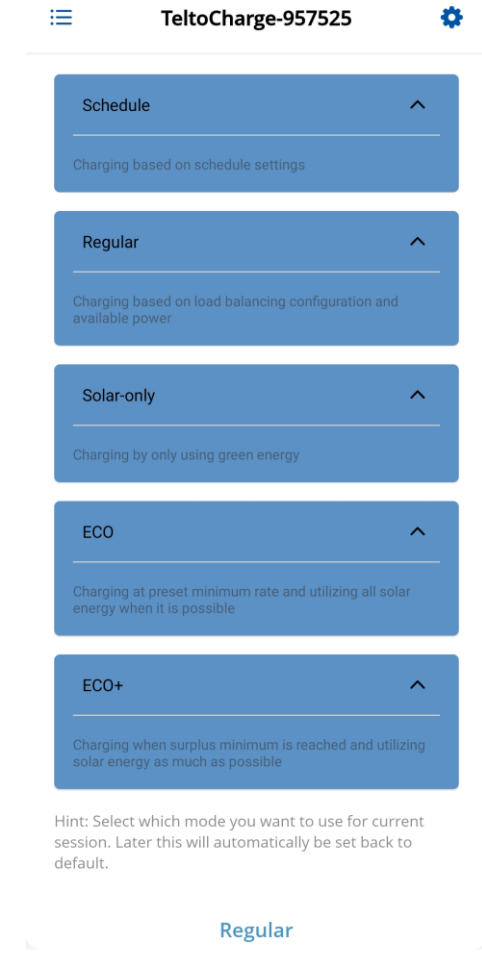 TeltoCharge-957525
Schedule
Charging based on schedule settings
Regular
Charging based on load balancing configuration and
available power
Solar-only
Charging by only using green energy
ECO
Charging at preset minimum rate and utilizing all solar
energy when it is possible
ECO+
Charging when surplus minimum is reached and utilizing
solar energy as much as possible
Hint: Select which mode you want to use for current
session. Later this will automatically be set back to
default.
Regular